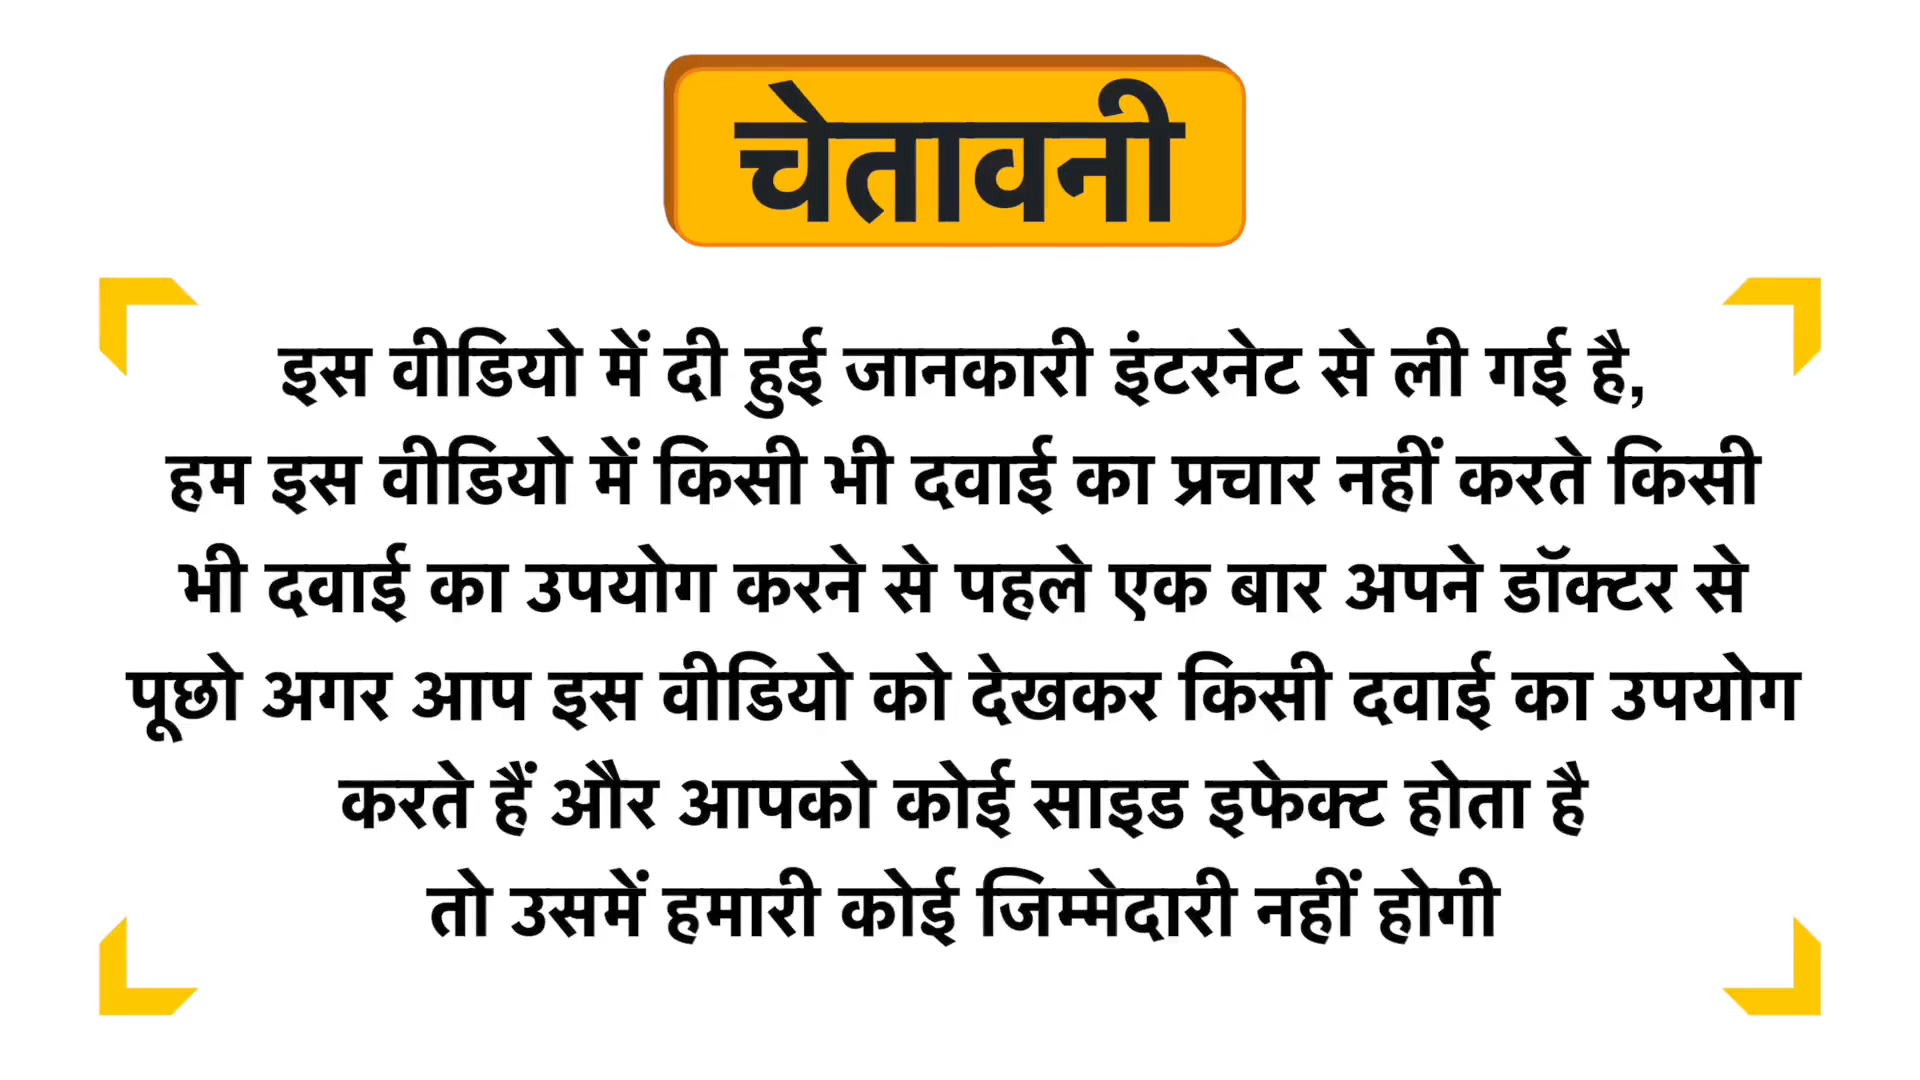 चेतावनी
इस वीडियो में दी हुई जानकारी इंटरनेट से ली गई है,
हम इस वीडियो में किसी भी दवाई का प्रचार नहीं करते किसी
भी दवाई का उपयोग करने से पहले एक बार अपने डॉक्टर से
पूछो अगर आप इस वीडियो को देखकर किसी दवाई का उपयोग
करते हैं और आपको कोई साइड इफेक्ट होता है
तो उसमें हमारी कोई जिम्मेदारी नहीं होगी